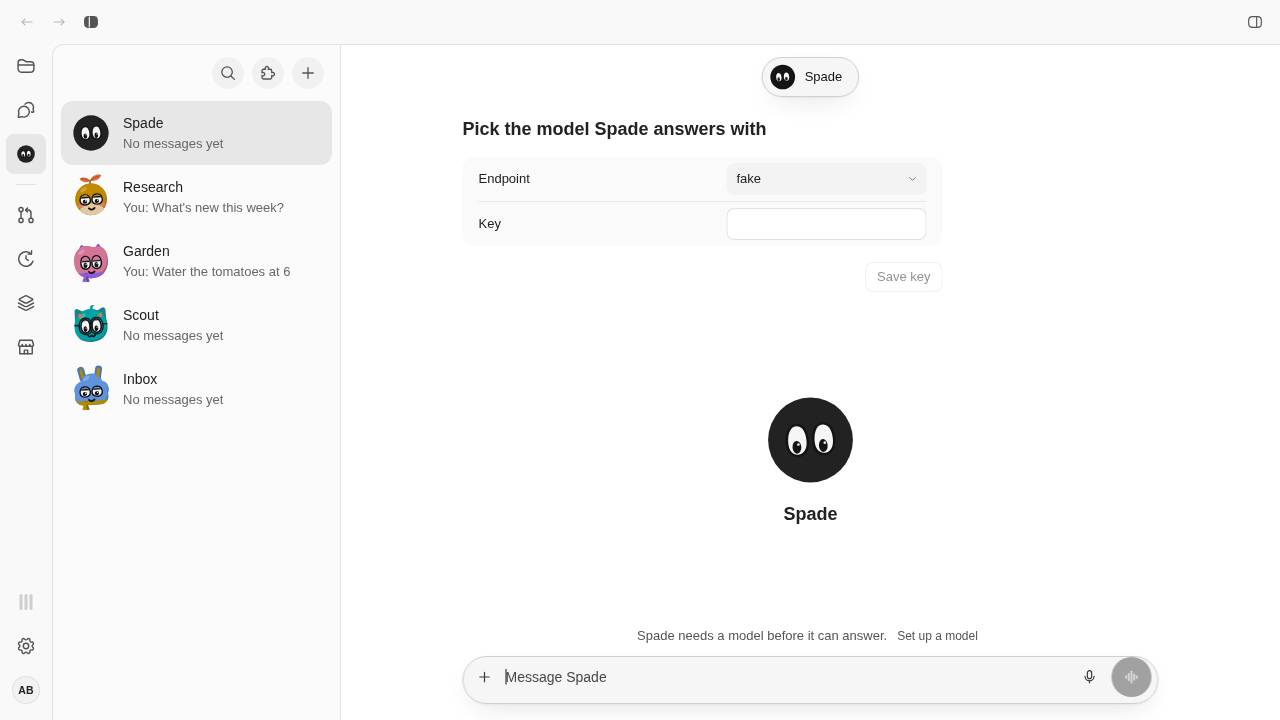 Spade
No messages yet
Research
You: What's new this week?
Garden
You: Water the tomatoes at 6
Scout
No messages yet
Inbox
No messages yet
AB
Spade
Pick the model Spade answers with
Endpoint
fake
Key
Save key
Spade
Spade needs a model before it can answer. Set up a model
Message Spade